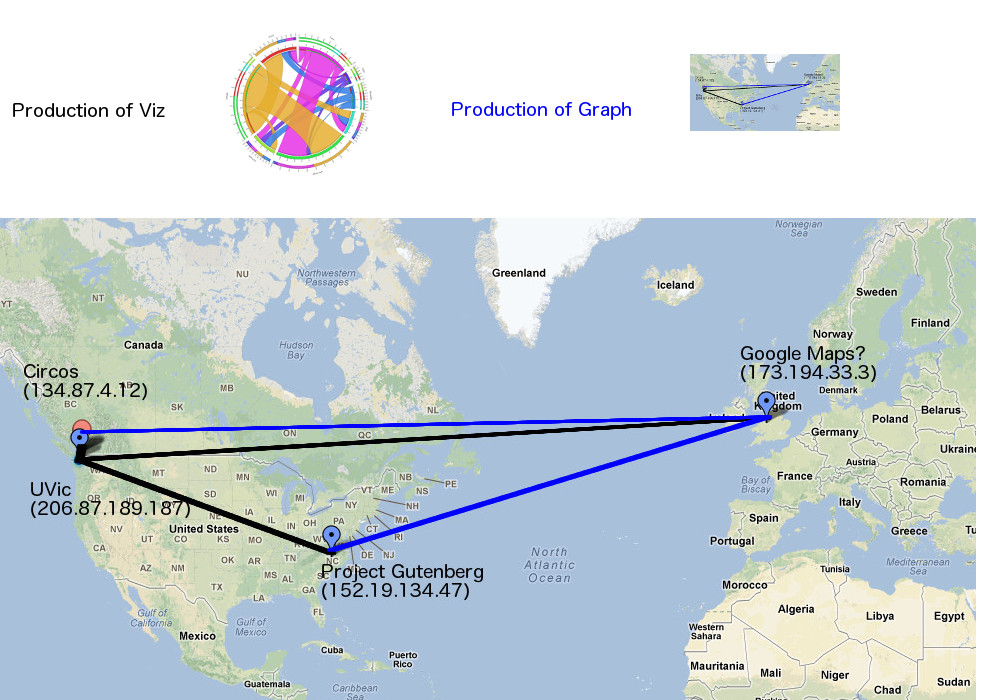 Production of Viz
Production of Graph
Norwegian
Sea
Greenland
Iceland
NU
Northwestern
Passages
YT
NT
Sweden
Finland
Norway
Canada
Hudson
Bay
Google Maps?
(173.194.33.3)
Circos
(134.87.4.12)
AB
MB
BC
SK
NL
Denmark
United
Kingdom
Ireland
Belarus
Poland
ON
QC
Germany
Ukraine
Austria
France
Romania
MT
ND
MN
NB
PE
NS
VT
ME
Bay of
Biscay
UVic
(206.87.189.187)
OR
ID
SD
WI
MI
NY
NH
Italy
Spain
Greece
Portugal
NV
UT
United States
CO
NE
KS
IA
MO
IL
IN
OH
PA
CT
MA
RI
CA
AZ
NM
OK
AR
TN
NC
DE
NJ
North
Atlantic
Ocean
Mediterranean
Sea
Tunisia
Morocco
Project Gutenberg
(152.19.134.47)
TX
MS
AL
GA
SC
LA
FL
Gulf of
California
Gulf of
Mexico
Mexico
Algeria
Libya
Egypt
Western
Sahara
Cuba
Puerto
Rico
Mauritania
Mali
Niger
Chad
Sudan
Guatemala
Caribbean
Sea